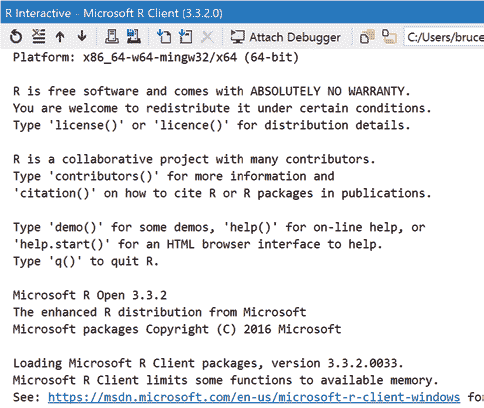 R Interactive - Microsoft R Client (3.3.2.0)
Attach Debugger C:/Users/bruce
Platform: x86_64-w64-mingw32/x64 (64-bit)
R is free software and comes with ABSOLUTELY NO WARRANTY.
You are welcome to redistribute it under certain conditions.
Type 'license()' or 'licence()' for distribution details.
R is a collaborative project with many contributors.
Type 'contributors()' for more information and
'citation()' on how to cite R or R packages in publications.
Type 'demo()' for some demos, 'help()' for on-line help, or
'help.start()' for an HTML browser interface to help.
Type 'q()' to quit R.
Microsoft R Open 3.3.2
The enhanced R distribution from Microsoft
Microsoft packages Copyright (C) 2016 Microsoft
Loading Microsoft R Client packages, version 3.3.2.0033.
Microsoft R Client limits some functions to available memory.
See: https://msdn.microsoft.com/en-us/microsoft-r-client-windows fo